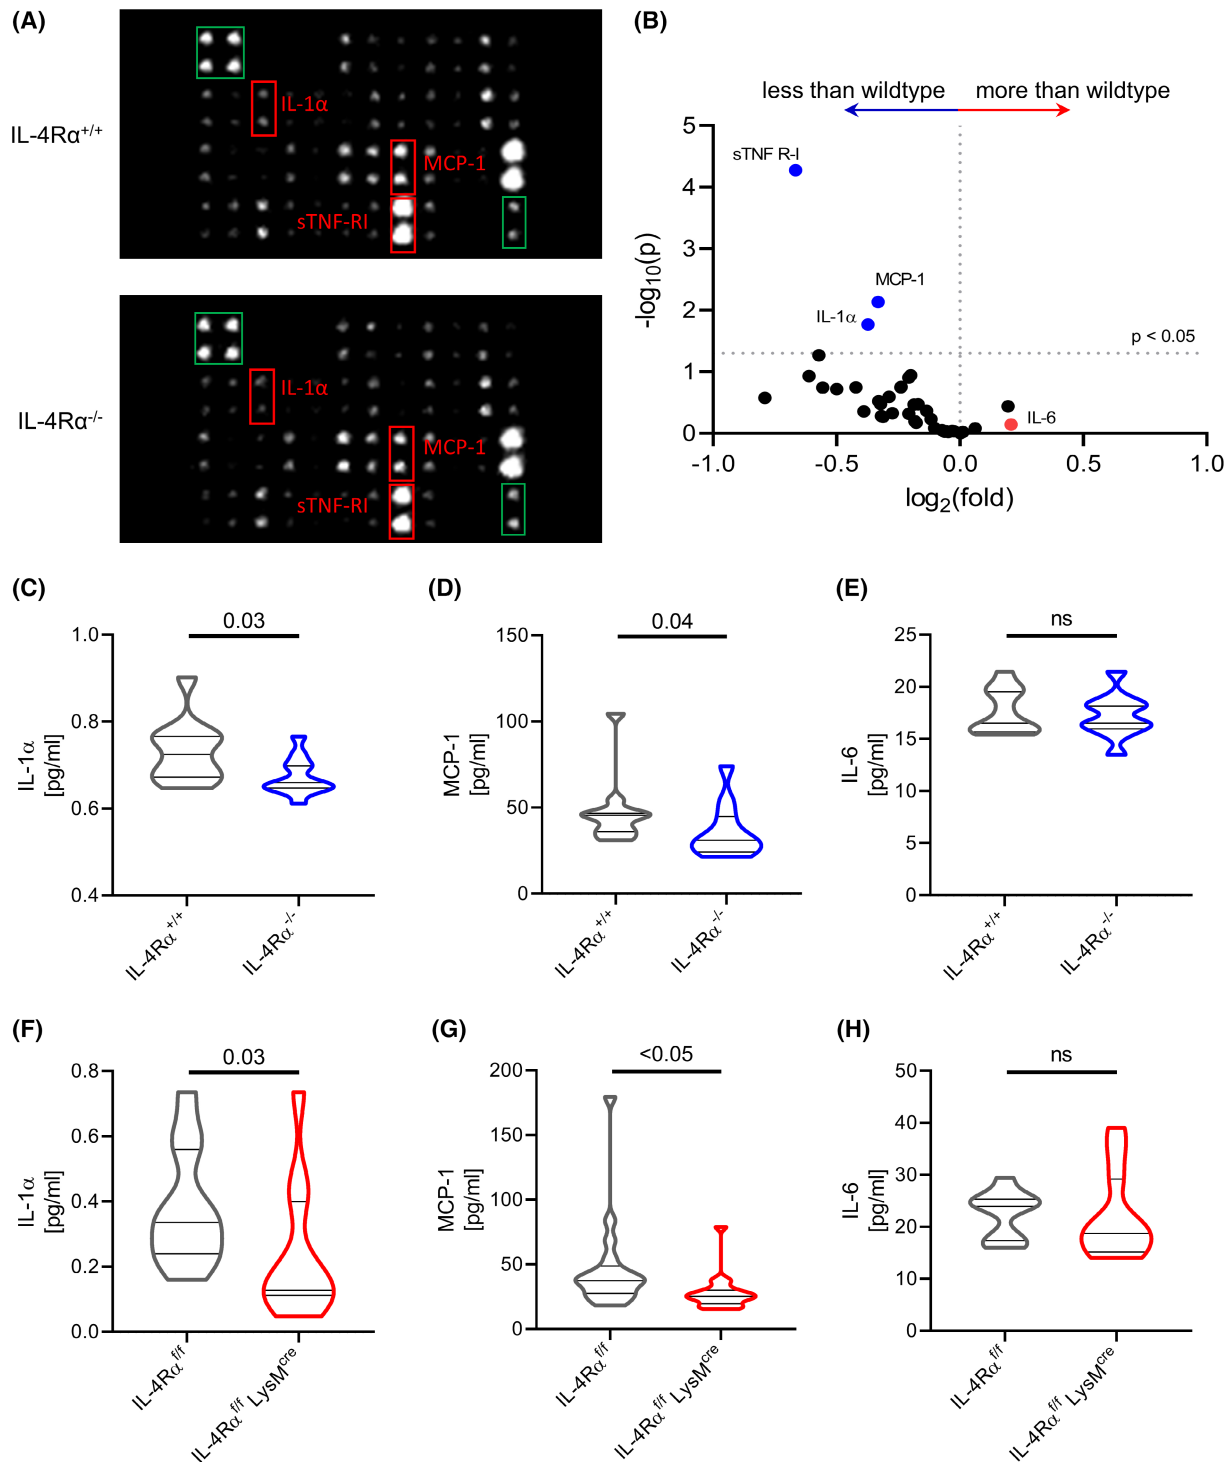 (A)
IL-4Rα+/+
IL-1α
MCP-1
sTNF-RI
IL-4Rα-/-
IL-1α
MCP-1
sTNF-RI
(B)
less than wildtype
more than wildtype
5
4
3
2
1
0
-log10(p)
sTNF R-I
MCP-1
IL-1α
p < 0.05
IL-6
-1.0
-0.5
0.0
0.5
1.0
log2(fold)
(C)
0.03
1.0
0.8
0.6
0.4
IL-1α
[pg/ml]
IL-4Rα+/+
IL-4Rα-/-
(D)
0.04
150
100
50
0
MCP-1
[pg/ml]
IL-4Rα+/+
IL-4Rα-/-
(E)
ns
25
20
15
10
5
0
IL-6
[pg/ml]
IL-4Rα+/+
IL-4Rα-/-
(F)
0.03
0.8
0.6
0.4
0.2
0.0
IL-1α
[pg/ml]
IL-4Rαf/f
IL-4Rαf/f LysMcre
(G)
<0.05
200
150
100
50
0
MCP-1
[pg/ml]
IL-4Rαf/f
IL-4Rαf/f LysMcre
(H)
ns
50
40
30
20
10
0
IL-6
[pg/ml]
IL-4Rαf/f
IL-4Rαf/f LysMcre